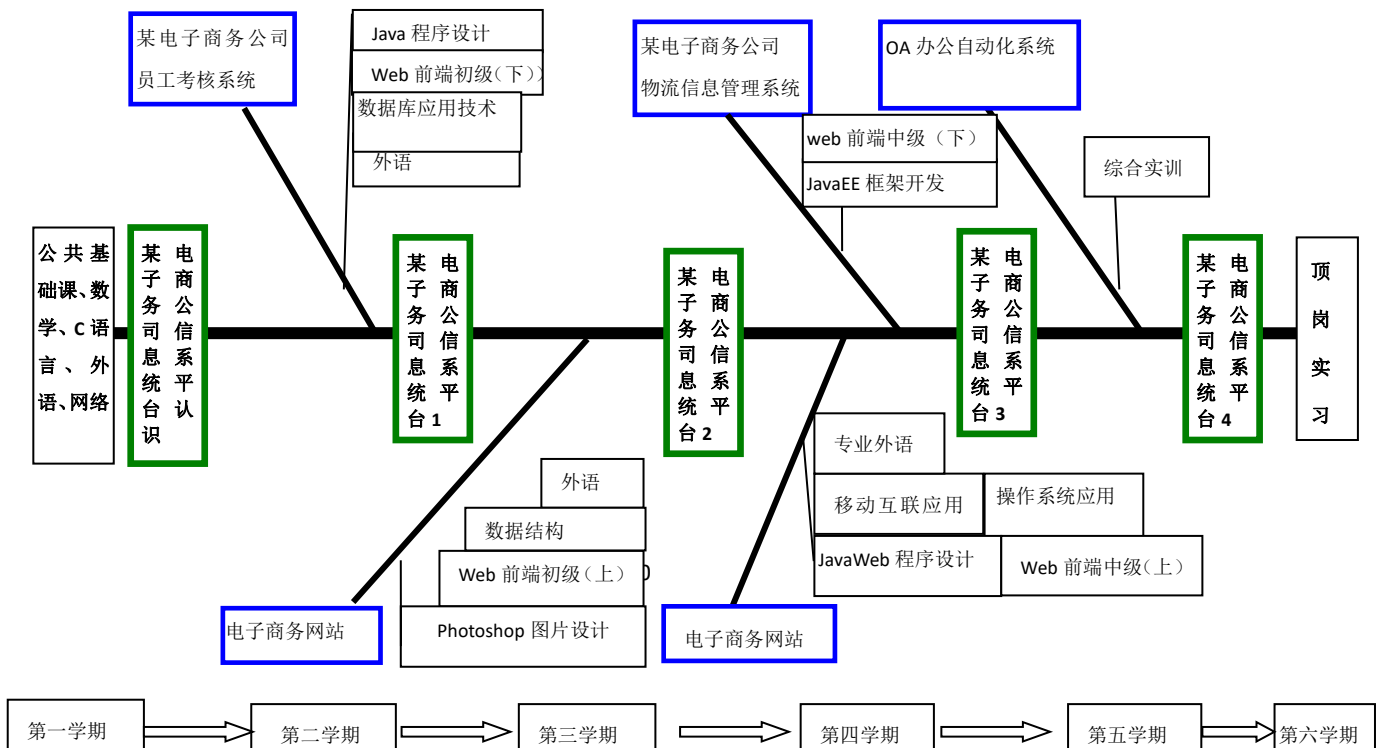 某电子商务公司
员工考核系统
Java 程序设计
Web 前端初级（下）
数据库应用技术
外语
某电子商务公司
物流信息管理系统
OA 办公自动化系统
web 前端中级（下）
JavaEE 框架开发
综合实训
公共基
础课、数
学、C 语
言、外
语、网络
某电
子商
务公
司信
息系
统平
台认
识
某电
子商
务公
司信
息系
统平
台 1
某电
子商
务公
司信
息系
统平
台 2
某电
子商
务公
司信
息系
统平
台 3
某电
子商
务公
司信
息系
统平
台 4
顶
岗
实
习
外语
数据结构
Web 前端初级（上）
Photoshop 图片设计
电子商务网站
专业外语
移动互联应用
操作系统应用
JavaWeb 程序设计
Web 前端中级（上）
电子商务网站
第一学期
第二学期
第三学期
第四学期
第五学期
第六学期